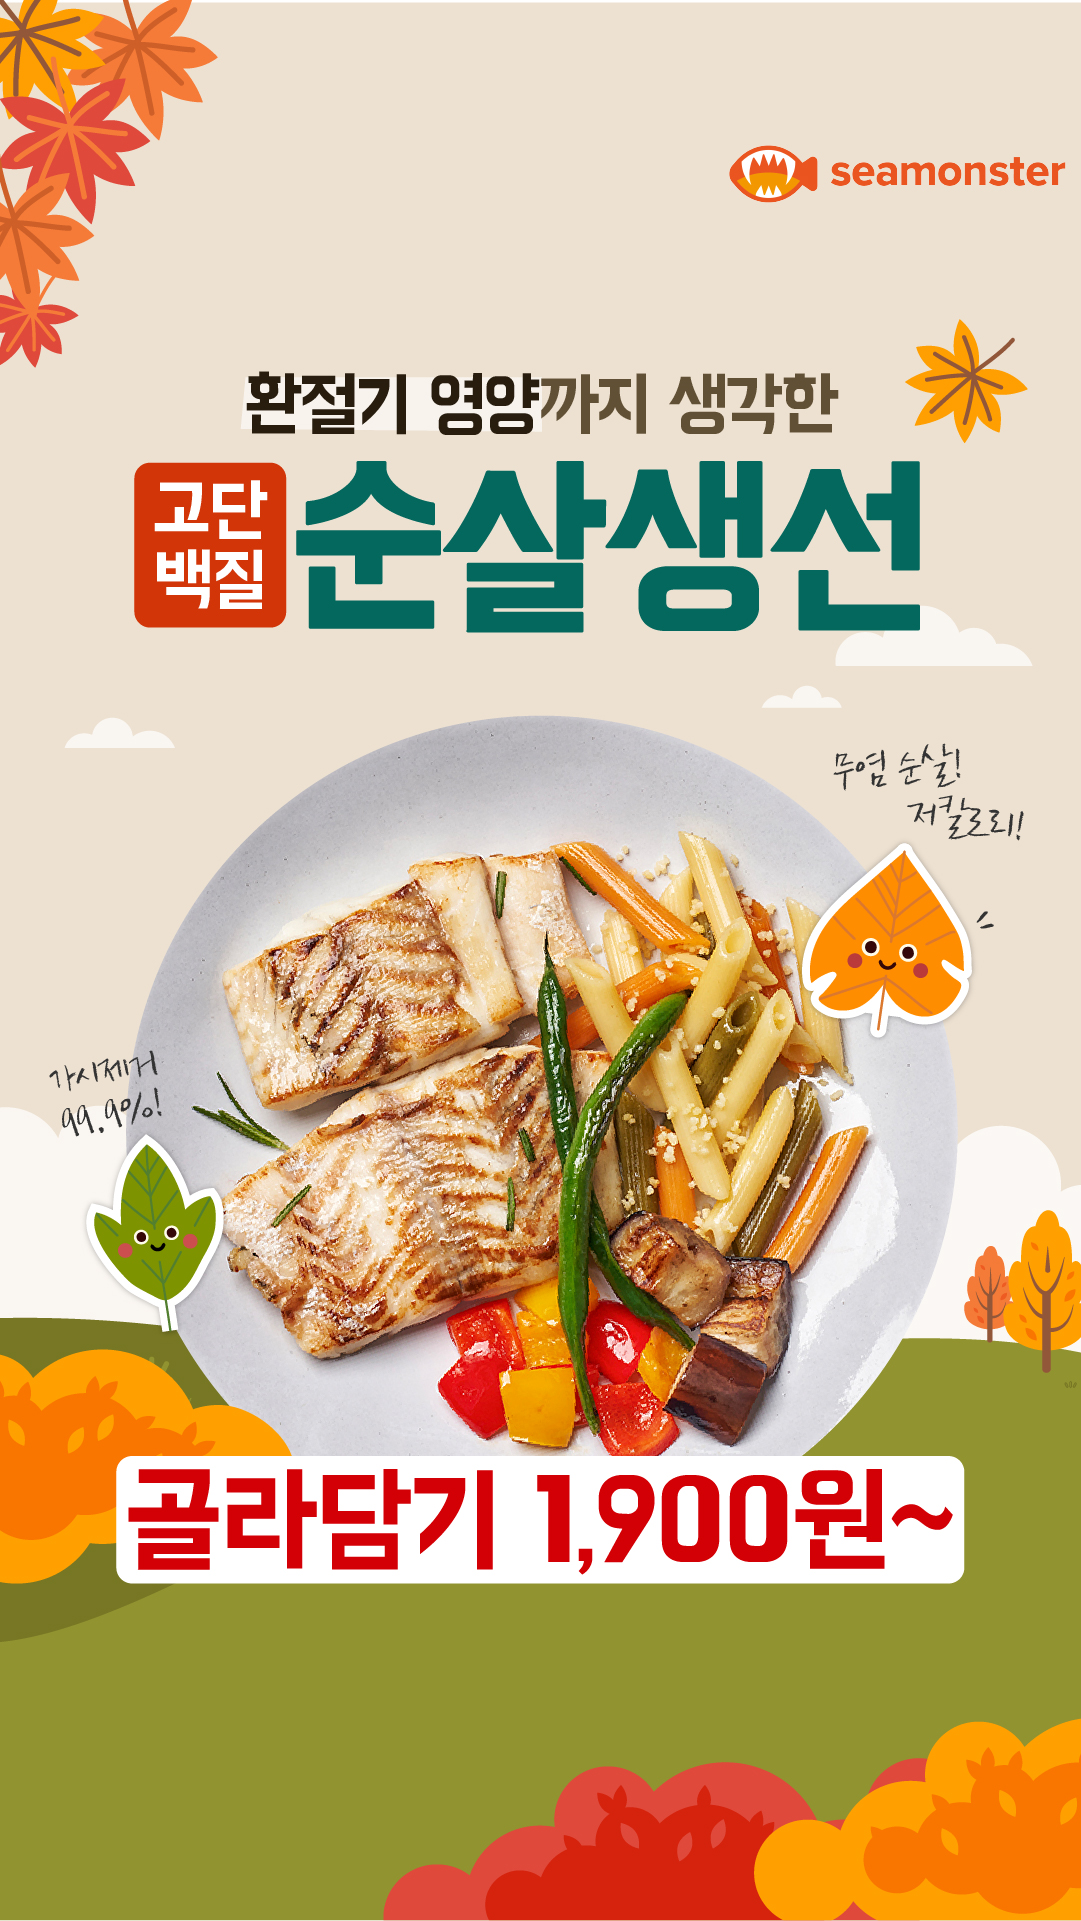 seamonster
환절기 영양까지 생각한
고단
백질
순살생선
무염 순살!
저칼로리!
가시제거
99.9%!
골라담기 1,900원~